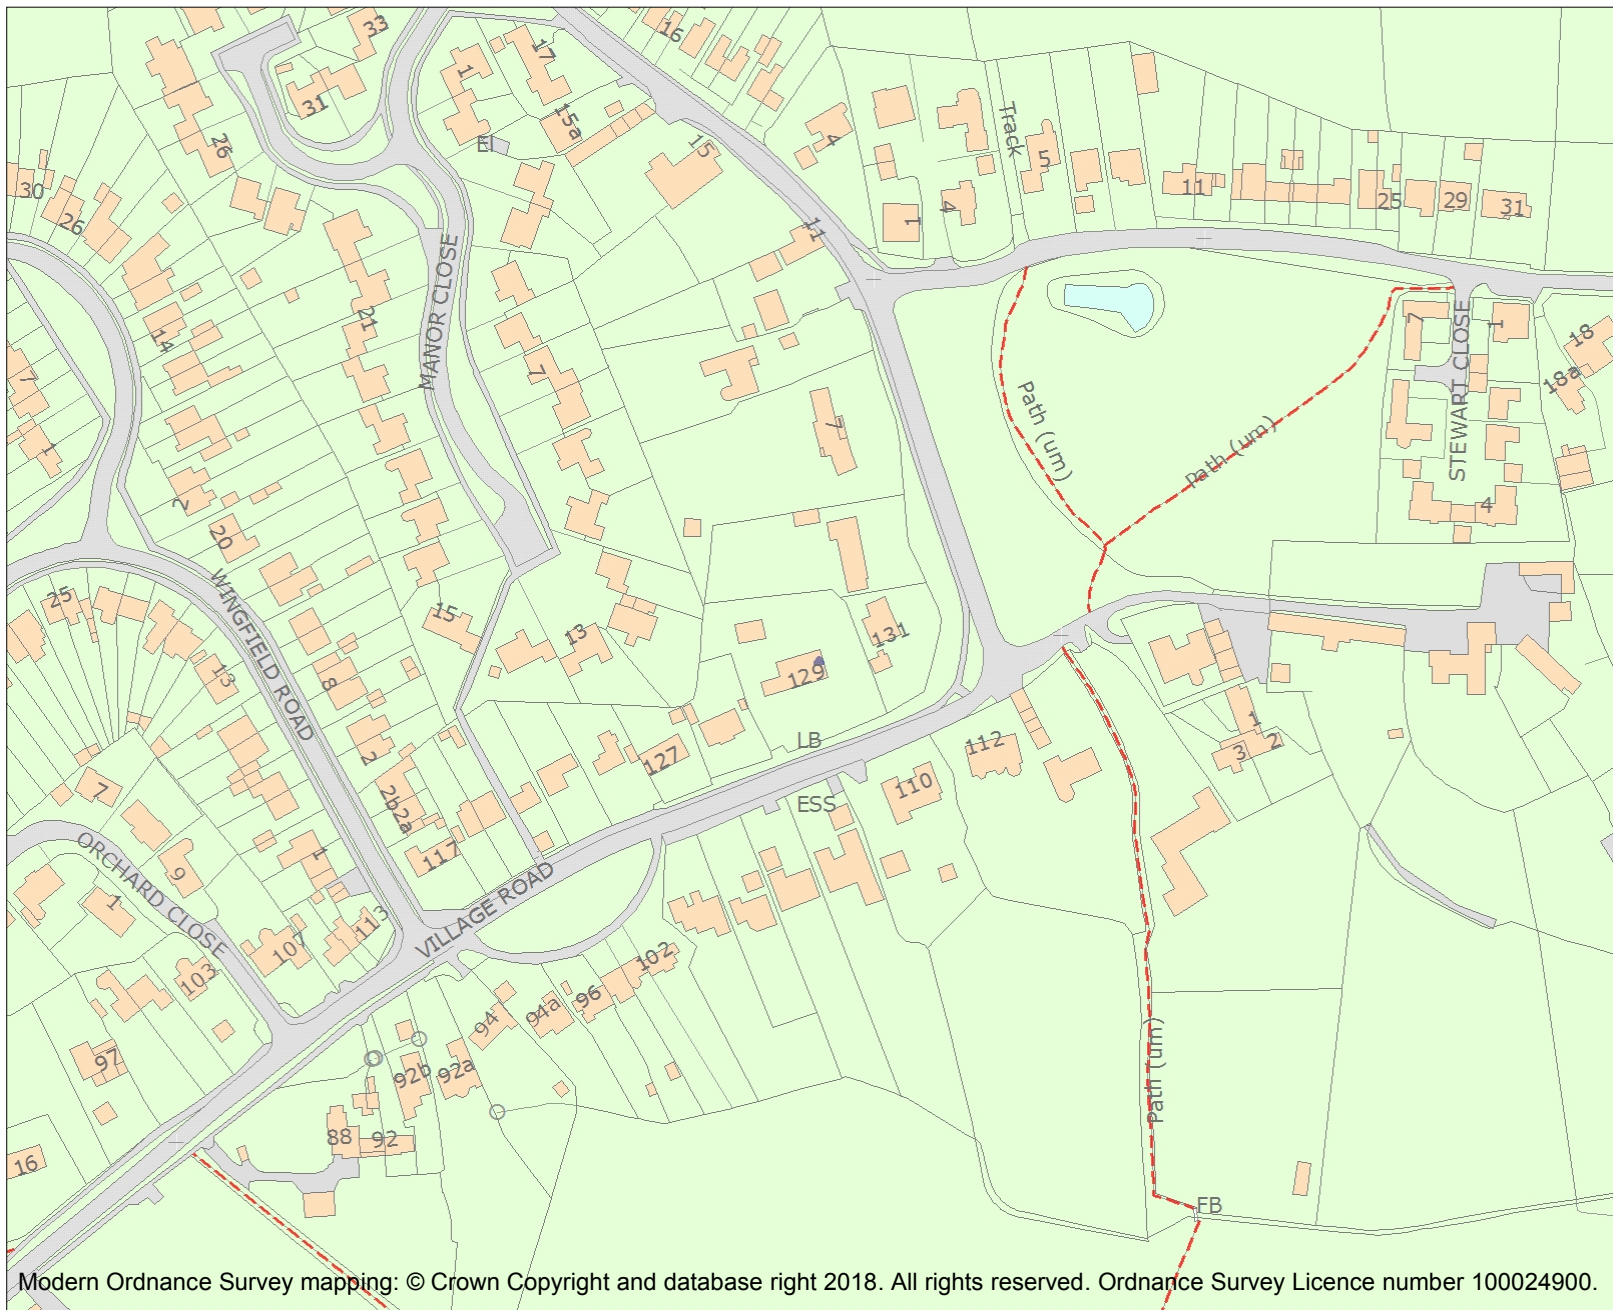 33
16
17
1
31
15a
El
15
4
Track
26
5
30
26
11
25
29
31
1
4
11
MANOR CLOSE
21
14
7
7
1
STEWART CLOSE
18
18a
7
Path (um)
7
Path (um)
1
2
20
4
25
WINGFIELD ROAD
15
13
131
13
8
129
1
2
3
2
127
LB
112
7
2b2a
ESS
110
ORCHARD CLOSE
117
9
1
1
VILLAGE ROAD
113
107
102
103
96
94a
94
97
92b
92a
Path (um)
88
92
16
FB
Modern Ordnance Survey mapping: © Crown Copyright and database right 2018. All rights reserved. Ordnance Survey Licence number 100024900.